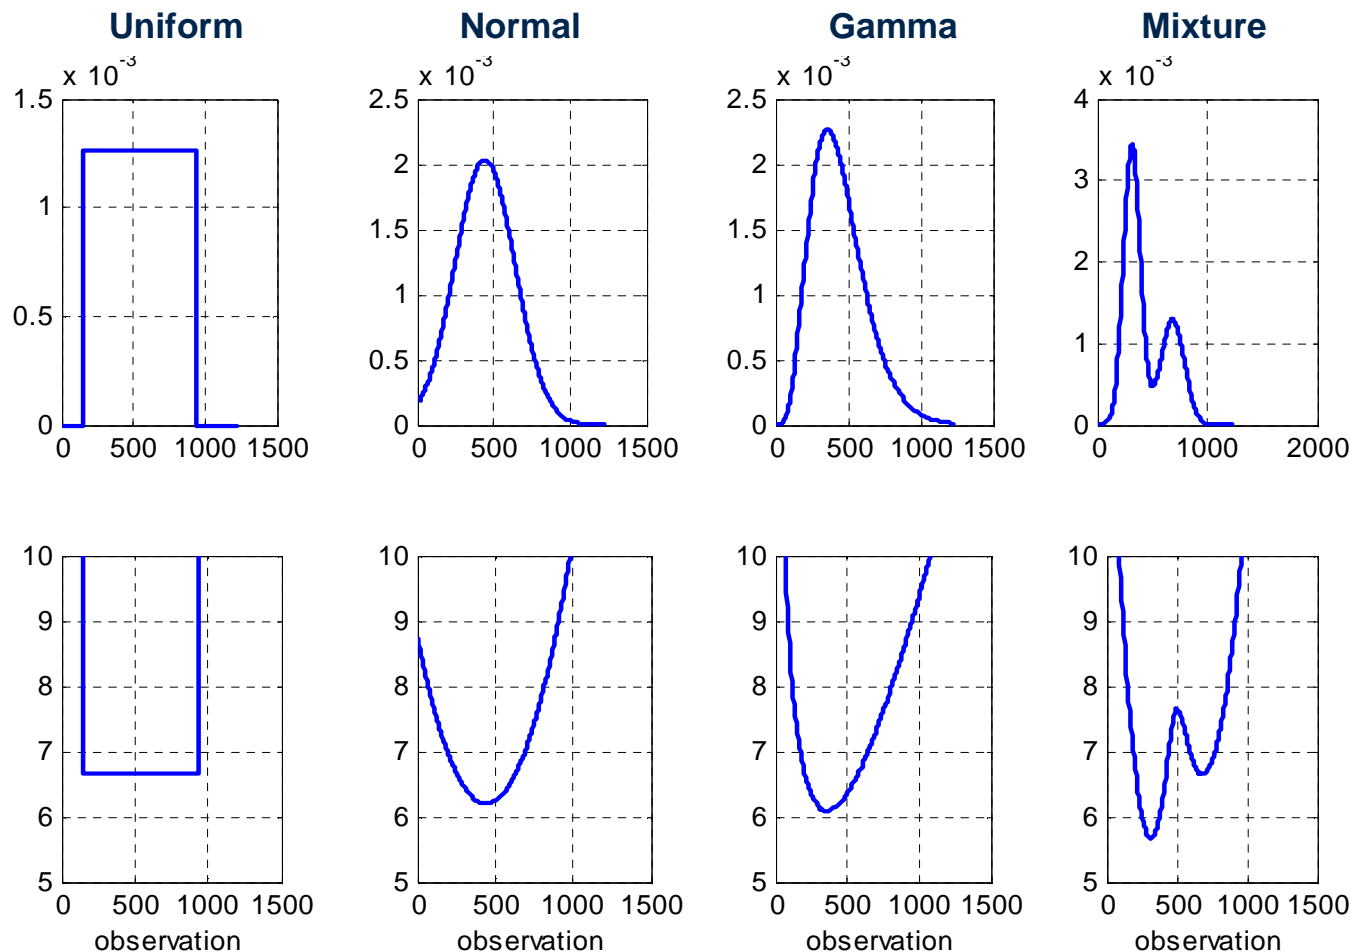 Uniform Normal Gamma Mixture
x 10-3 x 10-3 x 10-3 x 10-3
1.5 2.5 2.5 4
2 2
3
1 1.5 1.5
2
1 1
0.5
1
0.5 0.5
0 0 0 0
0 500 1000 1500 0 500 1000 1500 0 500 1000 1500 0 1000 2000
10 10 10 10
9 9 9 9
8 8 8 8
7 7 7 7
6 6 6 6
5 5 5 5
0 500 1000 1500 0 500 1000 1500 0 500 1000 1500 0 500 1000 1500
observation observation observation observation